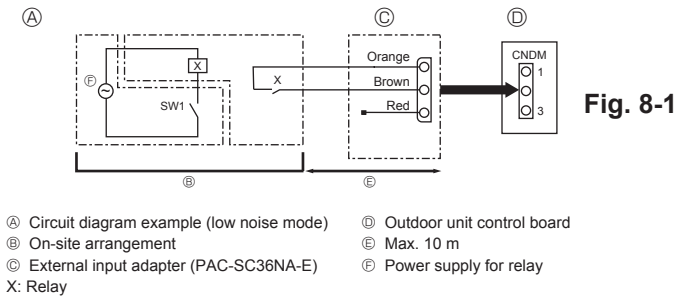 Ⓐ Ⓒ Ⓓ
Orange
Brown
Red
X
X
SW1
Ⓕ
CNDM
1
3
Fig. 8-1
Ⓑ
Ⓔ
Ⓐ Circuit diagram example (low noise mode)
Ⓑ On-site arrangement
Ⓒ External input adapter (PAC-SC36NA-E)
X: Relay
Ⓓ Outdoor unit control board
Ⓔ Max. 10 m
Ⓕ Power supply for relay